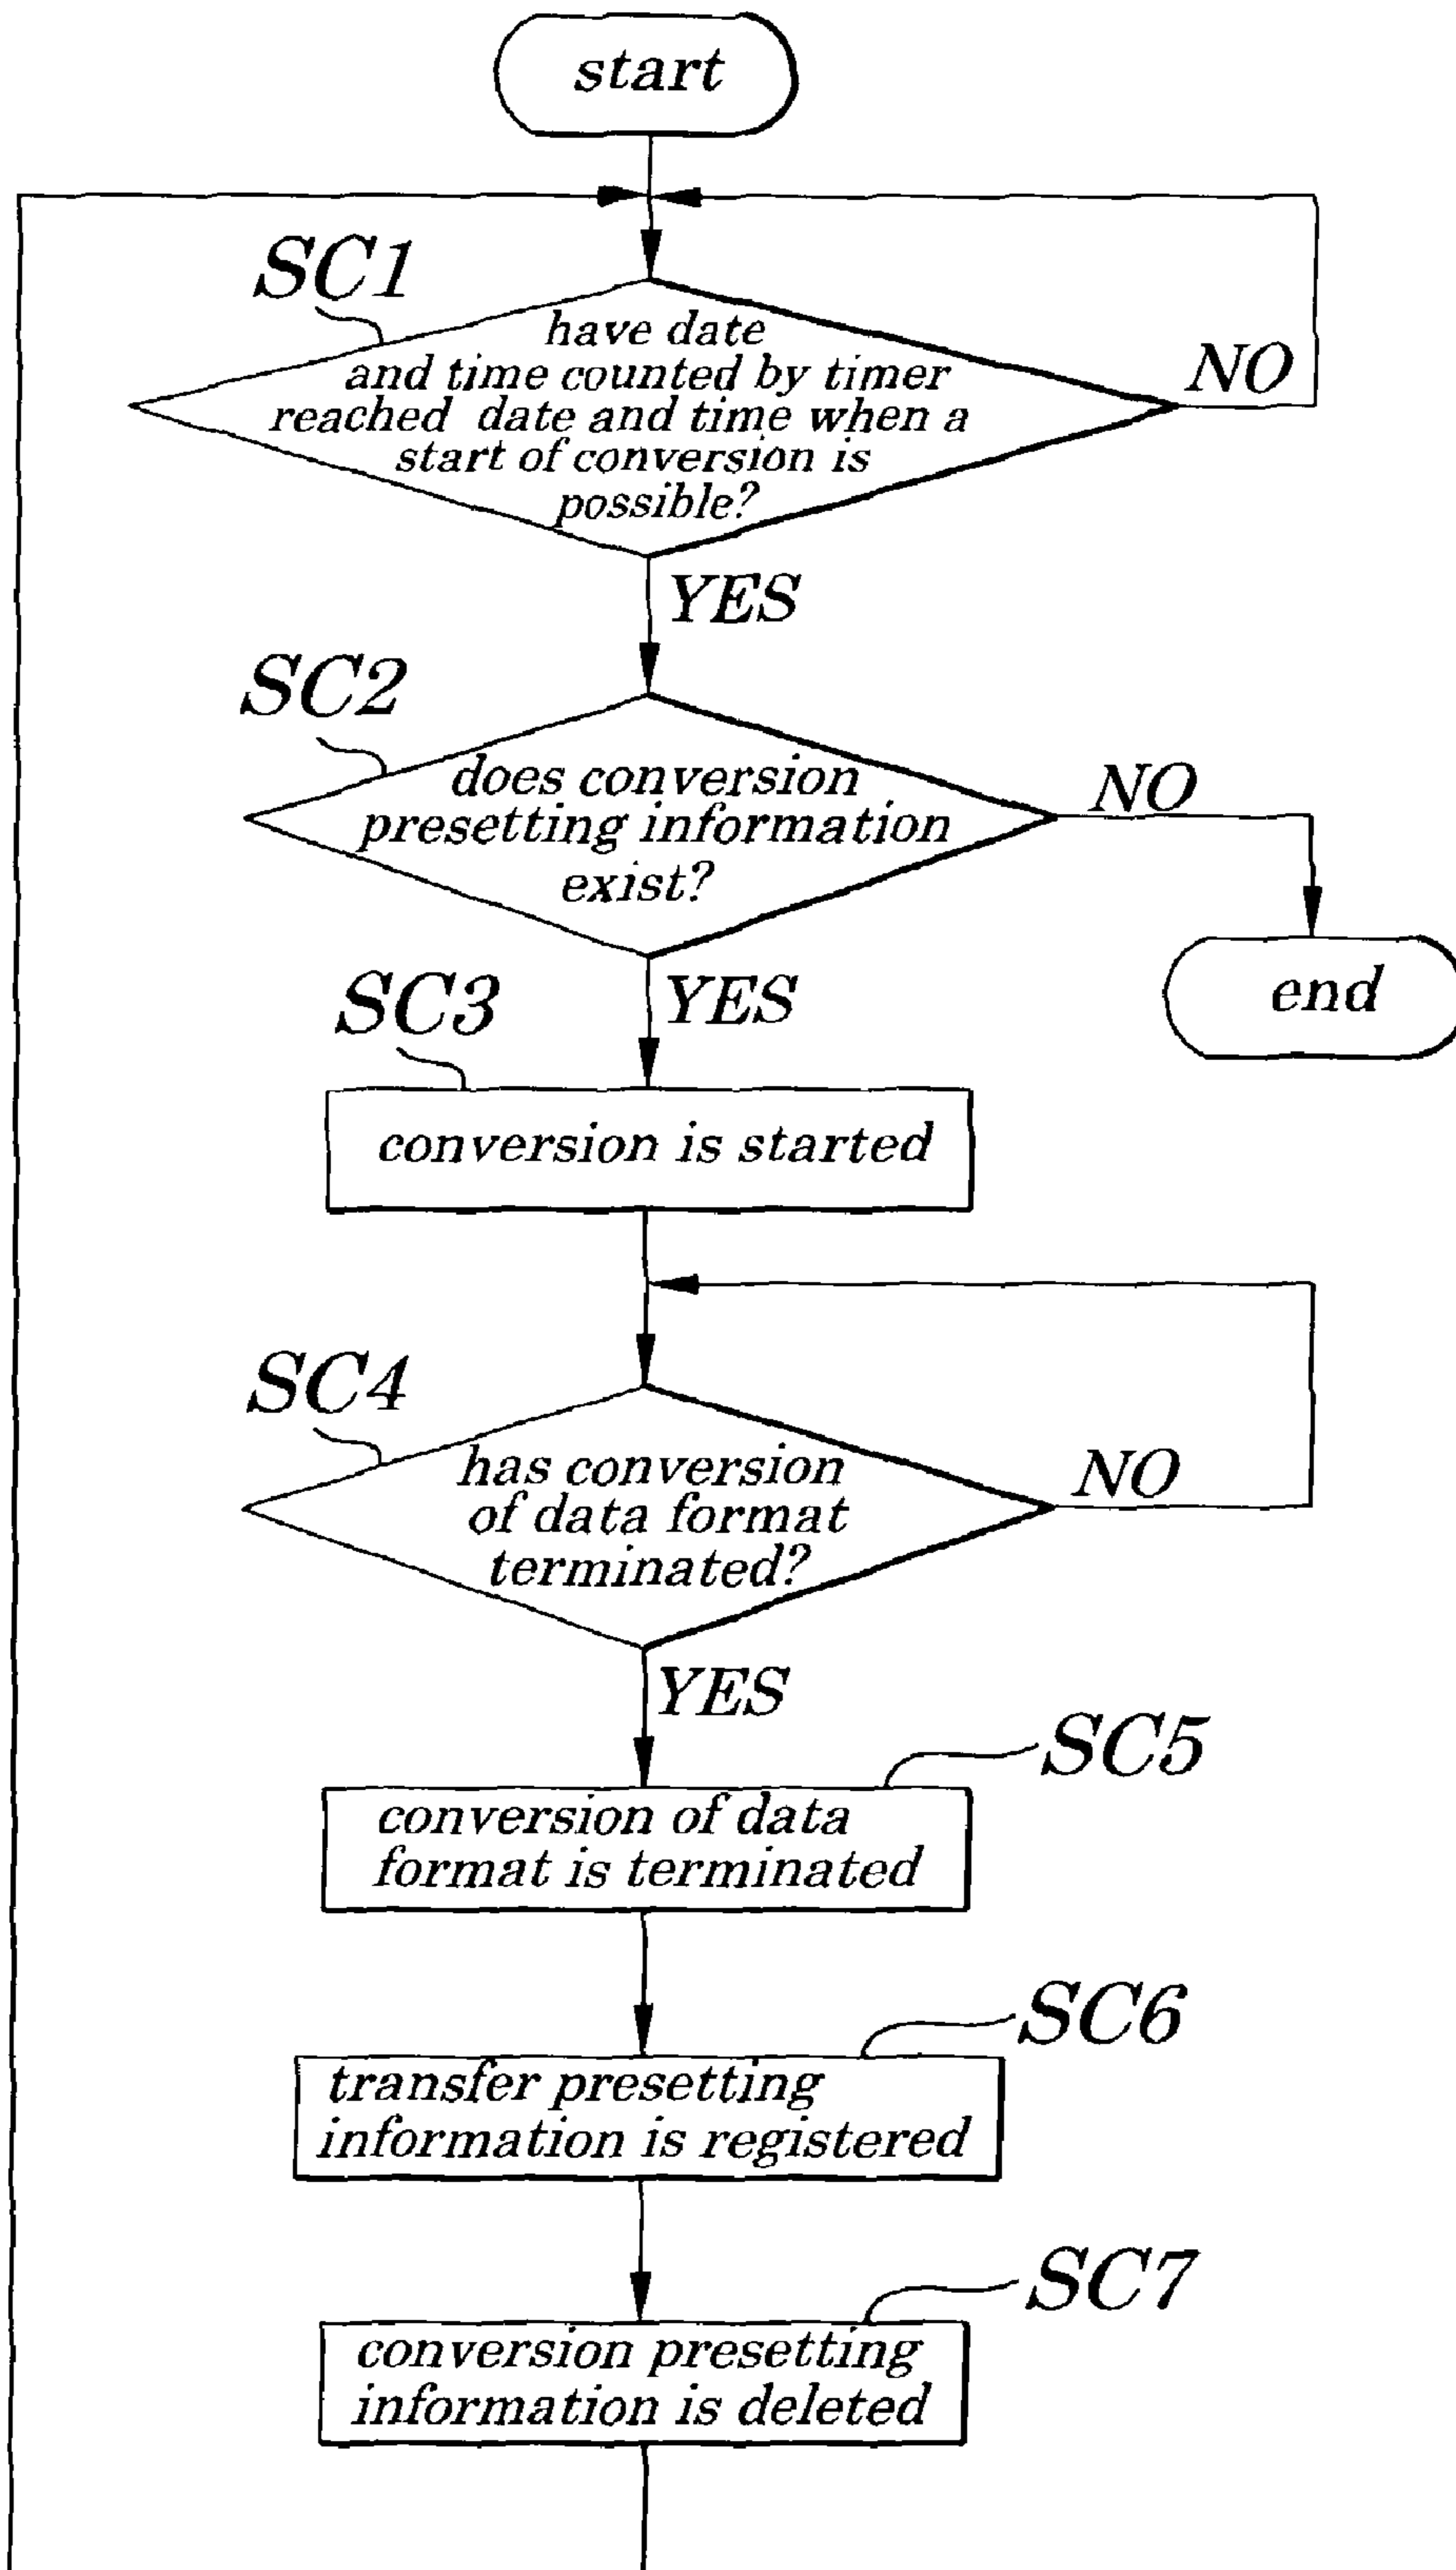 start
SC1
have date
and time counted by timer
reached date and time when a
start of conversion is
possible?
NO
YES
SC2
does conversion
presetting information
exist?
NO
end
YES
SC3
conversion is started
SC4
has conversion
of data format
terminated?
NO
YES
SC5
conversion of data
format is terminated
SC6
transfer presetting
information is registered
SC7
conversion presetting
information is deleted